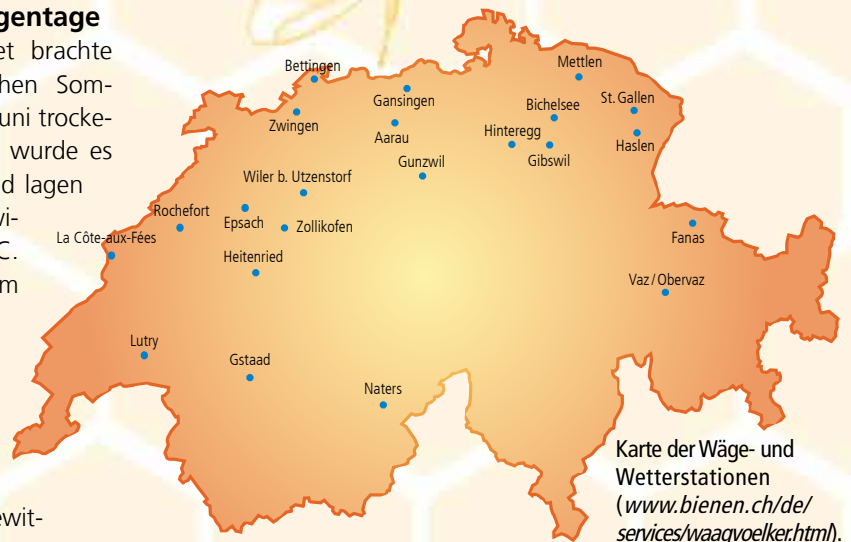 gentage
et brachte
hen Som-
uni trocke-
wurde es
d lagen
wi-
C.
m
ewit-
Bettingen
Mettlen
Gansingen
Bichelsee
St. Gallen
Zwingen
Aarau
Hinteregg
Haslen
Gibswil
Gunzwil
Wiler b. Utzenstorf
Rochefort
Epsach
Zollikofen
La Côte-aux-Fées
Fanas
Heitenried
Vaz/Obervaz
Lutry
Gstaad
Naters
Karte der Wäge- und
Wetterstationen
(www.bienen.ch/de/
services/waagvoelker.html).